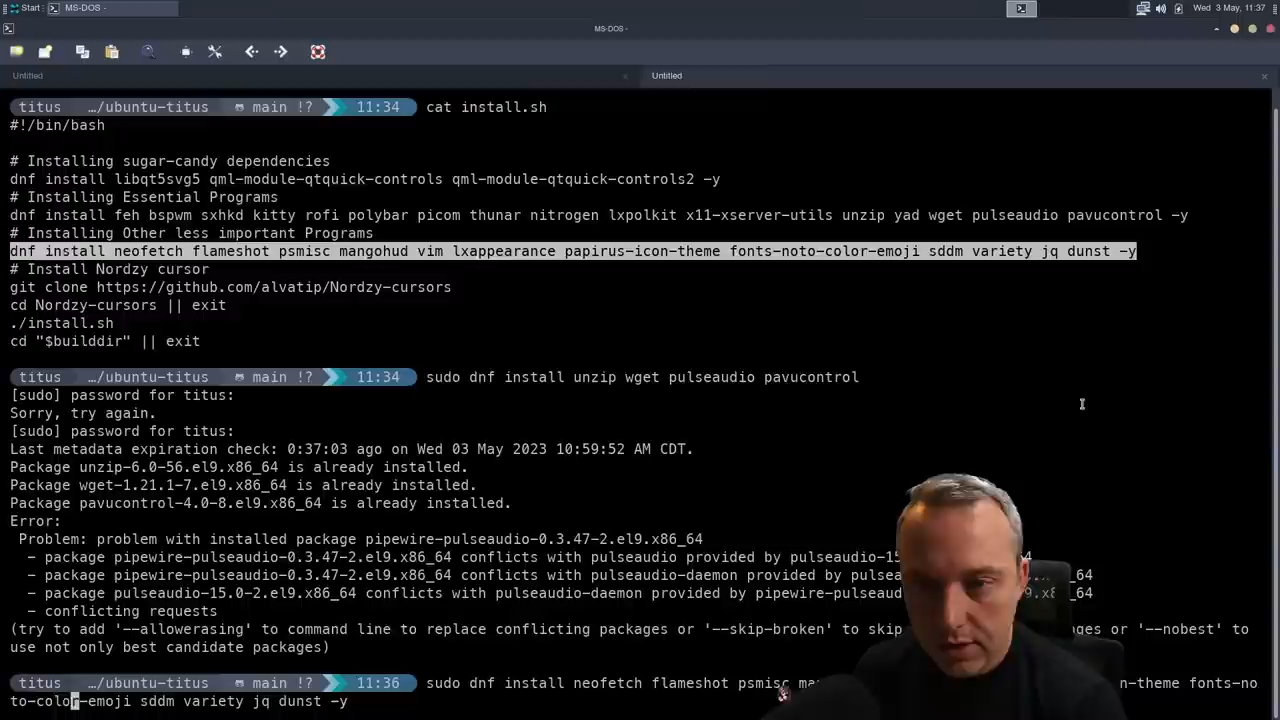 Start
MS-DOS -
Wed 3 May, 11:37
MS-DOS -
Untitled
Untitled
titus …/ubuntu-titus main !? 11:34 cat install.sh
#!/bin/bash
# Installing sugar-candy dependencies
dnf install libqt5svg5 qml-module-qtquick-controls qml-module-qtquick-controls2 -y
# Installing Essential Programs
dnf install feh bspwm sxhkd kitty rofi polybar picom thunar nitrogen lxpolkit x11-xserver-utils unzip yad wget pulseaudio pavucontrol -y
# Installing Other less important Programs
dnf install neofetch flameshot psmisc mangohud vim lxappearance papirus-icon-theme fonts-noto-color-emoji sddm variety jq dunst -y
# Install Nordzy cursor
git clone https://github.com/alvatip/Nordzy-cursors
cd Nordzy-cursors || exit
./install.sh
cd "$builddir" || exit
titus …/ubuntu-titus main !? 11:34 sudo dnf install unzip wget pulseaudio pavucontrol
[sudo] password for titus:
Sorry, try again.
[sudo] password for titus:
Last metadata expiration check: 0:37:03 ago on Wed 03 May 2023 10:59:52 AM CDT.
Package unzip-6.0-56.el9.x86_64 is already installed.
Package wget-1.21.1-7.el9.x86_64 is already installed.
Package pavucontrol-4.0-8.el9.x86_64 is already installed.
Error:
Problem: problem with installed package pipewire-pulseaudio-0.3.47-2.el9.x86_64
- package pipewire-pulseaudio-0.3.47-2.el9.x86_64 conflicts with pulseaudio provided by pulseaudio-15
- package pipewire-pulseaudio-0.3.47-2.el9.x86_64 conflicts with pulseaudio-daemon provided by p _64
- package pulseaudio-15.0-2.el9.x86_64 conflicts with pulseaudio-daemon provided by pipewire-pul _64
- conflicting requests
(try to add '--allowerasing' to command line to replace conflicting packages or '--skip-broken' to skip ges or '--nobest' to
use not only best candidate packages)
titus …/ubuntu-titus main !? 11:36 sudo dnf install neofetch flameshot psmisc ma n-theme fonts-no
to-color-emoji sddm variety jq dunst -y